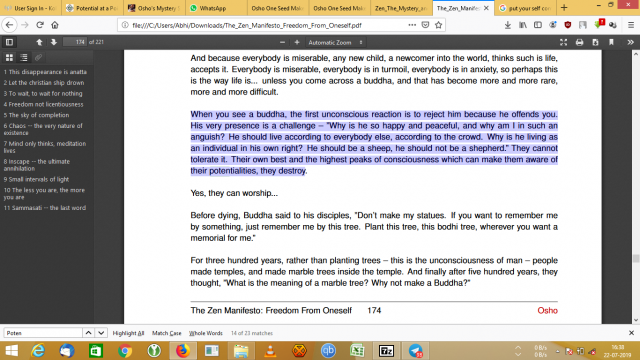 User Sign In - Ko
Potential at a Po
Osho's Mystery S
WhatsApp
Osho One Seed Make
Osho One Seed Make
Zen_The_Mystery_an
The_Zen_Manifesto_F
put your self con
file:///C:/Users/Abhi/Downloads/The_Zen_Manifesto_Freedom_From_Oneself.pdf
Search
174 of 221
Automatic Zoom
1 This disappearance is anatta
2 Let the christian ship drown
3 To wait, to wait for nothing
4 Freedom not licentiousness
5 The sky of completion
6 Chaos -- the very nature of existence
7 Mind only thinks, meditation lives
8 Inscape -- the ultimate annihilation
9 Small intervals of light
10 The less you are, the more you are
11 Sammasati -- the last word
And because everybody is miserable, any new child, a newcomer into the world, thinks such is life,
accepts it. Everybody is miserable, everybody is in turmoil, everybody is in anxiety, so perhaps this
is the way life is... unless you come across a buddha, and that has become more and more rare,
more and more difficult.
When you see a buddha, the first unconscious reaction is to reject him because he offends you.
His very presence is a challenge – "Why is he so happy and peaceful, and why am I in such an
anguish? He should live according to everybody else, according to the crowd. Why is he living as
an individual in his own right? He should be a sheep, he should not be a shepherd." They cannot
tolerate it. Their own best and the highest peaks of consciousness which can make them aware of
their potentialities, they destroy.
Yes, they can worship...
Before dying, Buddha said to his disciples, "Don't make my statues. If you want to remember me
by something, just remember me by this tree. Plant this tree, this bodhi tree, wherever you want a
memorial for me."
For three hundred years, rather than planting trees – this is the unconsciousness of man – people
made temples, and made marble trees inside the temple. And finally after five hundred years, they
thought, "What is the meaning of a marble tree? Why not make a Buddha?"
The Zen Manifesto: Freedom From Oneself 174 Osho
Poten
Highlight All Match Case Whole Words 14 of 23 matches
0 B/s
0 B/s
16:38
22-07-2019